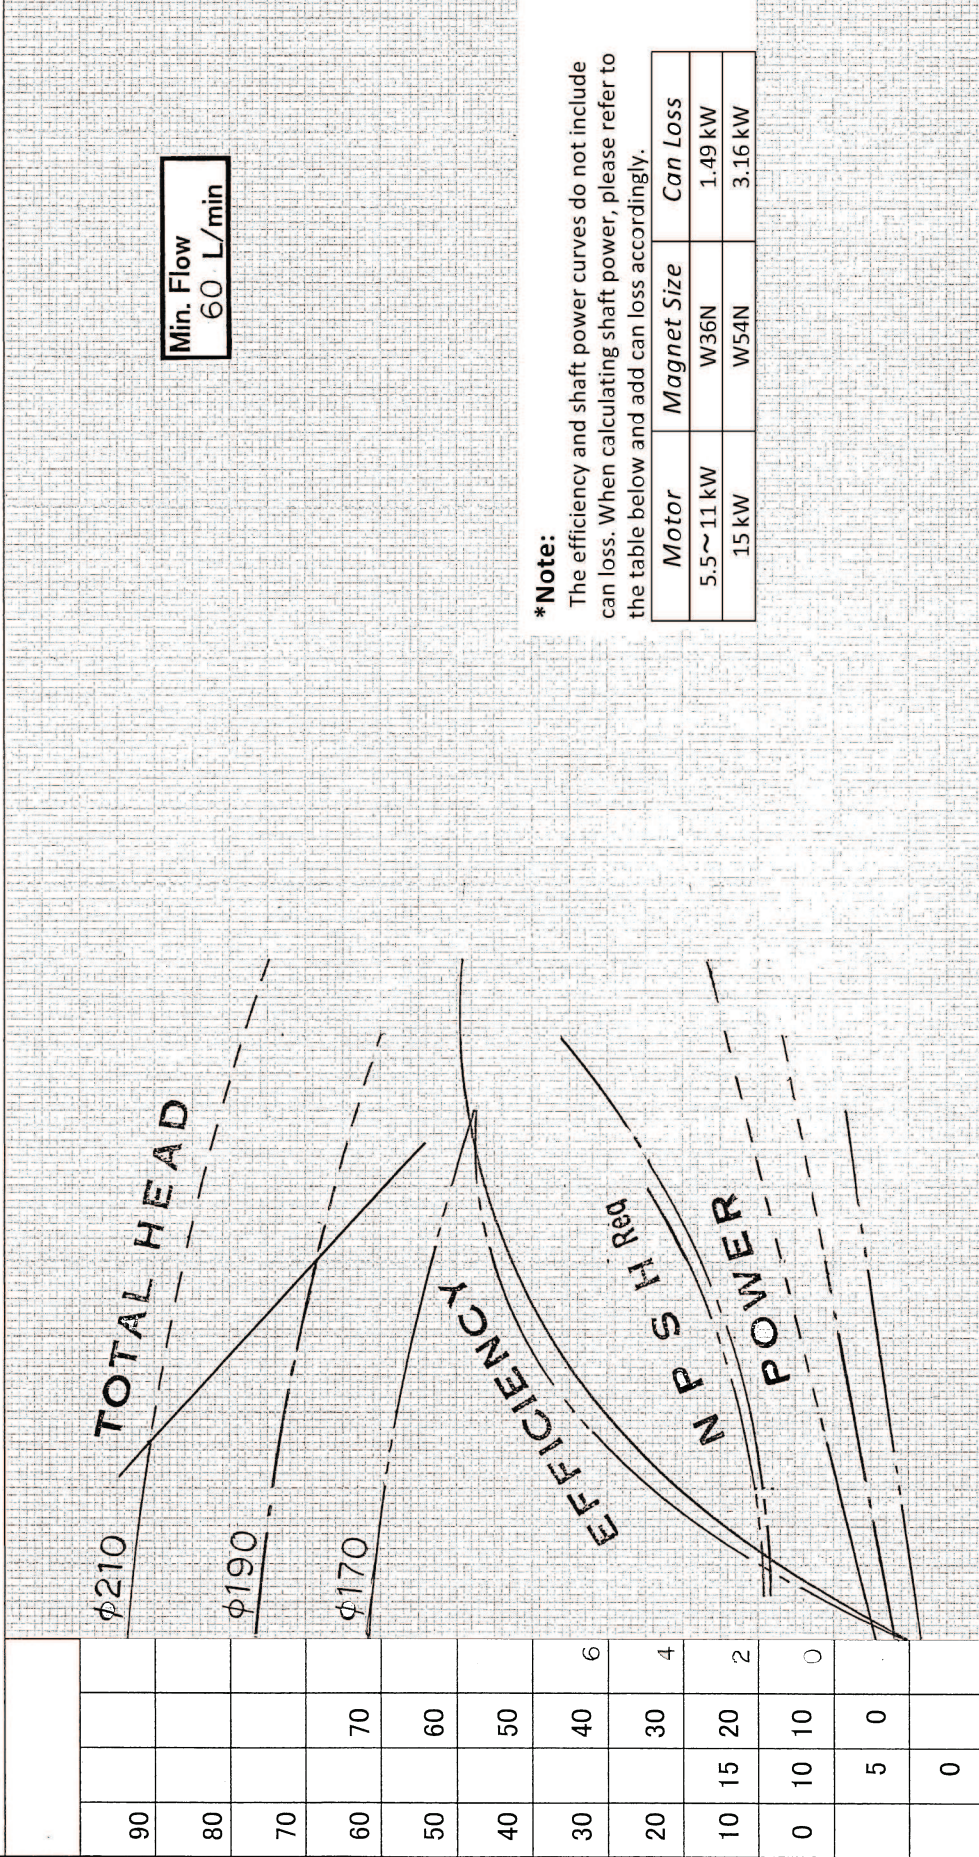 Min. Flow
60 L/min
TOTAL HEAD
φ210
φ190
φ170
EFFICIENCY
NPSH Req
POWER
*Note:
The efficiency and shaft power curves do not include
can loss. When calculating shaft power, please refer to
the table below and add can loss accordingly.
Motor Magnet Size Can Loss
5.5~11 kW W36N 1.49 kW
15 kW W54N 3.16 kW
90
80
70
60 70
50 60
40 50
30 40 6
20 30 4
10 15 20 2
0 10 10 0
5 0
0